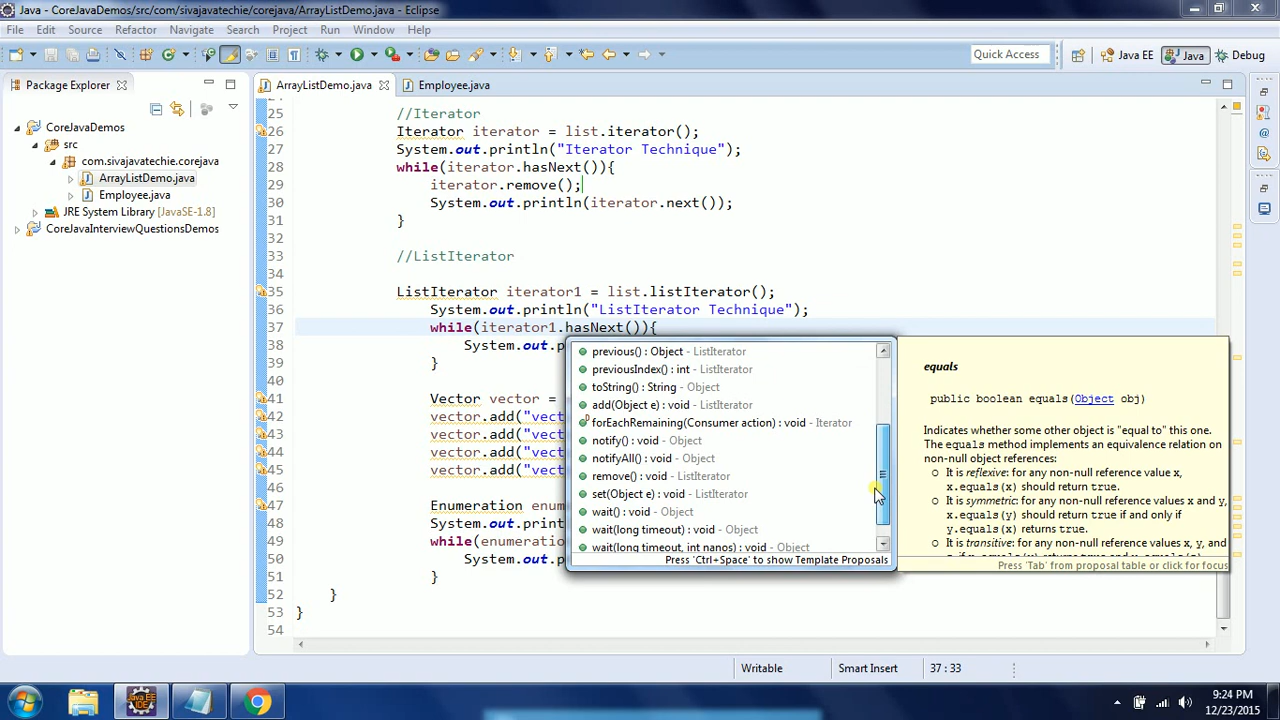 Java - CoreJavaDemos/src/com/sivajavatechie/corejava/ArrayListDemo.java - Eclipse
File Edit Source Refactor Navigate Search Project Run Window Help
Quick Access
Java EE
Java
Debug
Package Explorer
ArrayListDemo.java
Employee.java
CoreJavaDemos
src
com.sivajavatechie.corejava
ArrayListDemo.java
Employee.java
JRE System Library [JavaSE-1.8]
CoreJavaInterviewQuestionsDemos
25 //Iterator
26 Iterator iterator = list.iterator();
27 System.out.println("Iterator Technique");
28 while(iterator.hasNext()){
29 iterator.remove();
30 System.out.println(iterator.next());
31 }
32
33 //ListIterator
34
35 ListIterator iterator1 = list.listIterator();
36 System.out.println("ListIterator Technique");
37 while(iterator1.hasNext()){
38 System.out.p
39 }
40
41 Vector vector =
42 vector.add("vect
43 vector.add("vect
44 vector.add("vect
45 vector.add("vect
46
47 Enumeration enum
48 System.out.print
49 while(enumeratio
50 System.out.p
51 }
52 }
53 }
54
previous() : Object - ListIterator
previousIndex() : int - ListIterator
toString() : String - Object
add(Object e) : void - ListIterator
forEachRemaining(Consumer action) : void - Iterator
notify() : void - Object
notifyAll() : void - Object
remove() : void - ListIterator
set(Object e) : void - ListIterator
wait() : void - Object
wait(long timeout) : void - Object
wait(long timeout, int nanos) : void - Object
Press 'Ctrl+Space' to show Template Proposals
equals
public boolean equals(Object obj)
Indicates whether some other object is "equal to" this one.
The equals method implements an equivalence relation on
non-null object references:
It is reflexive: for any non-null reference value x,
x.equals(x) should return true.
It is symmetric: for any non-null reference values x and y,
x.equals(y) should return true if and only if
y.equals(x) returns true.
It is transitive: for any non-null reference values x, y, and
Press 'Tab' from proposal table or click for focus
Writable
Smart Insert
37 : 33
9:24 PM
12/23/2015